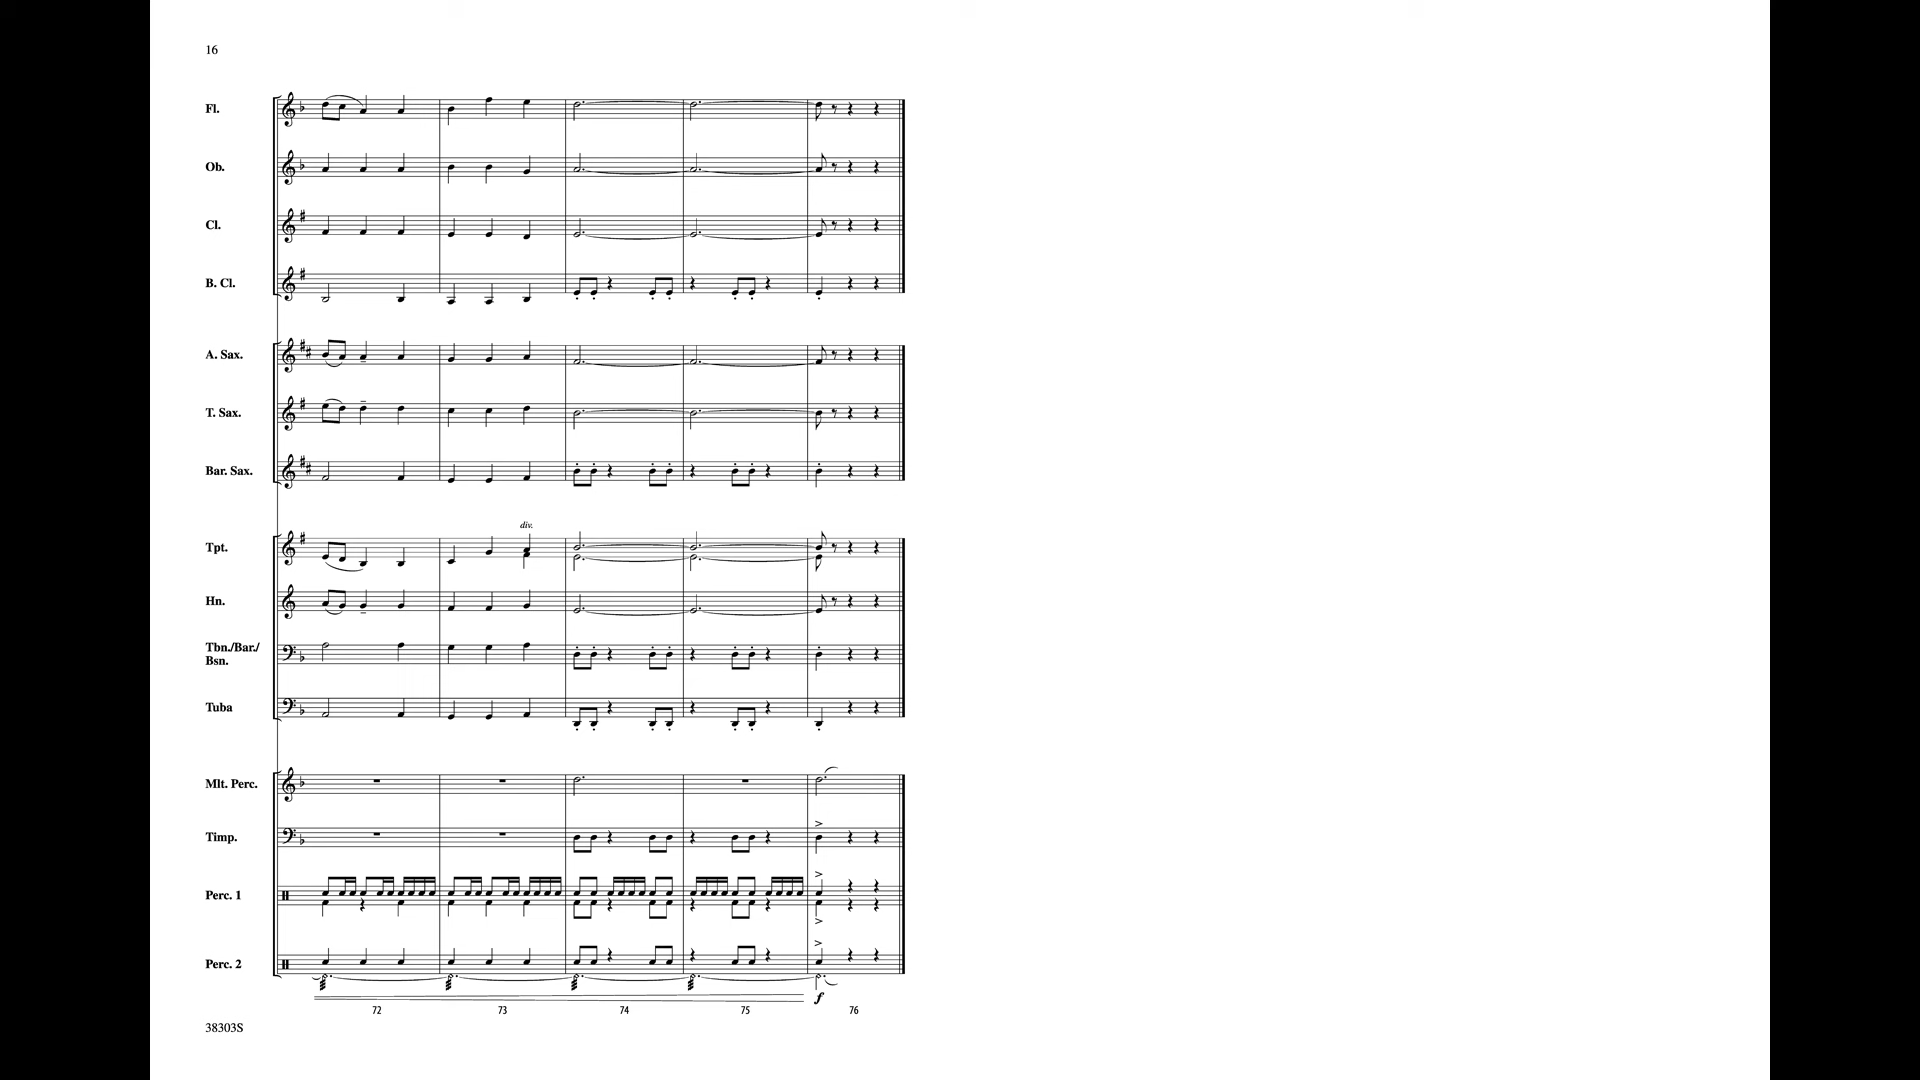 16
Fl.
Ob.
Cl.
B. Cl.
A. Sax.
T. Sax.
Bar. Sax.
div.
Tpt.
Hn.
Tbn./Bar./
Bsn.
Tuba
Mlt. Perc.
Timp.
Perc. 1
Perc. 2
f
72 73 74 75 76
38303S